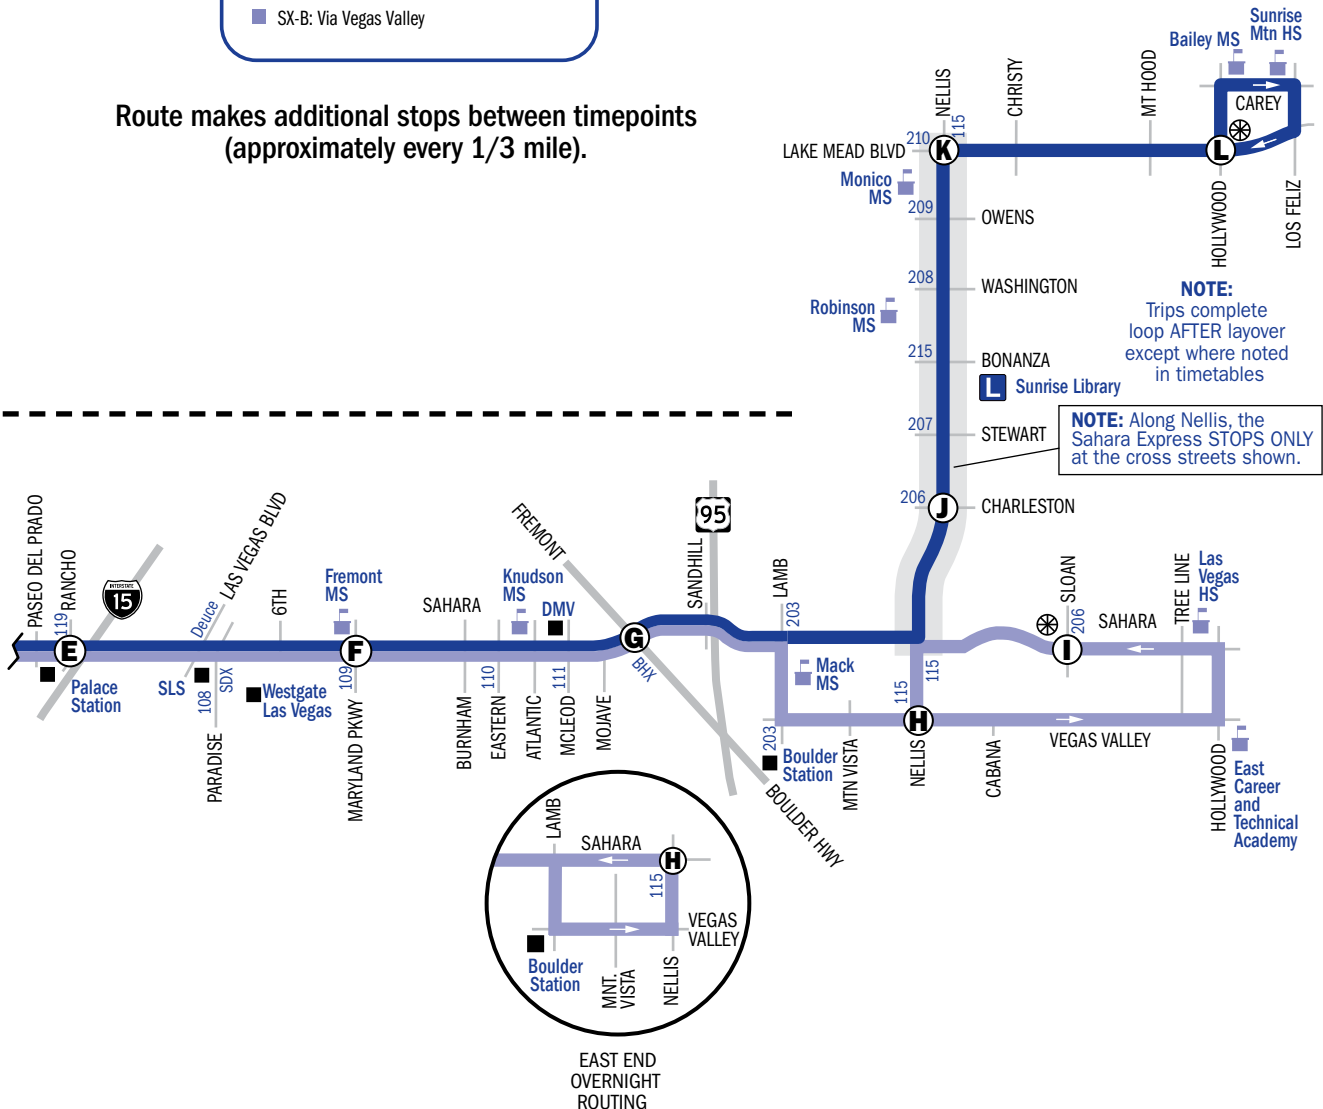 SX-B: Via Vegas Valley
Route makes additional stops between timepoints
(approximately every 1/3 mile).
Bailey MS
Sunrise
Mtn HS
NELLIS
CHRISTY
MT HOOD
CAREY
LAKE MEAD BLVD
210
115
K
L
HOLLYWOOD
LOS FELIZ
Monico
MS
209
OWENS
208
WASHINGTON
Robinson
MS
215
BONANZA
L
Sunrise Library
207
STEWART
206
J
CHARLESTON
NOTE:
Trips complete
loop AFTER layover
except where noted
in timetables
NOTE: Along Nellis, the
Sahara Express STOPS ONLY
at the cross streets shown.
PASEO DEL PRADO
119
RANCHO
INTERSTATE
15
E
Palace
Station
Deuce
LAS VEGAS BLVD
SLS
108
SDX
PARADISE
6TH
Westgate
Las Vegas
Fremont
MS
F
109
MARYLAND PKWY
SAHARA
BURNHAM
110
EASTERN
Knudson
MS
ATLANTIC
DMV
111
MCLEOD
MOJAVE
FREMONT
G
BHX
BOULDER HWY
SANDHILL
95
LAMB
203
Mack
MS
203
Boulder
Station
MTN VISTA
115
115
H
NELLIS
CABANA
VEGAS VALLEY
SLOAN
206
I
SAHARA
TREE LINE
Las
Vegas
HS
HOLLYWOOD
East
Career
and
Technical
Academy
LAMB
SAHARA
H
115
VEGAS
VALLEY
Boulder
Station
MNT.
VISTA
NELLIS
EAST END
OVERNIGHT
ROUTING